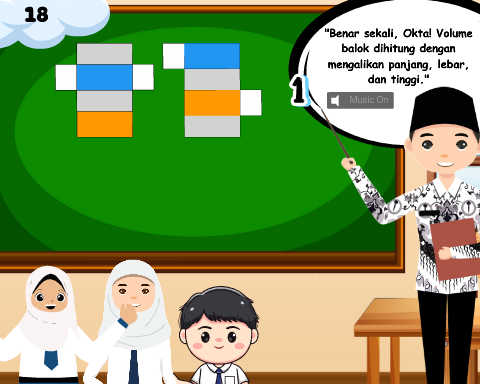 18
"Benar sekali, Okta! Volume
balok dihitung dengan
mengalikan panjang, lebar,
dan tinggi."
1
Music On